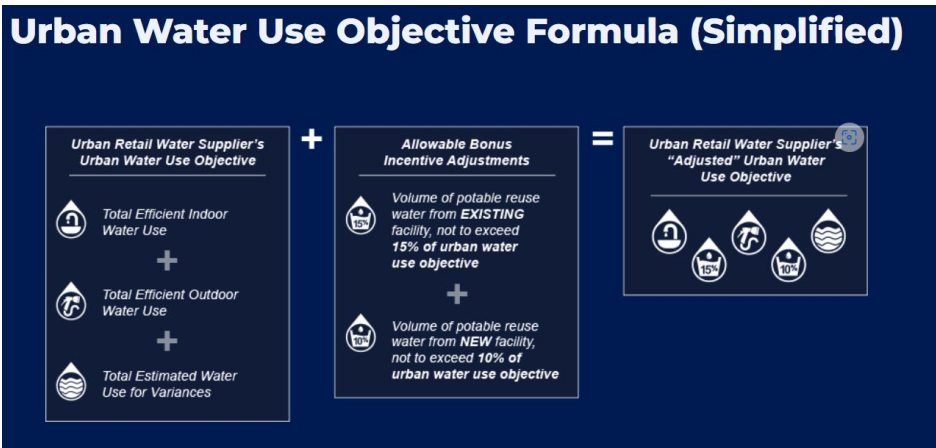 Urban Water Use Objective Formula (Simplified)
Urban Retail Water Supplier's
Urban Water Use Objective
Total Efficient Indoor
Water Use
+
Total Efficient Outdoor
Water Use
+
Total Estimated Water
Use for Variances
+
Allowable Bonus
Incentive Adjustments
15%
Volume of potable reuse
water from EXISTING
facility, not to exceed
15% of urban water
use objective
+
10%
Volume of potable reuse
water from NEW facility,
not to exceed 10% of
urban water use objective
=
Urban Retail Water Supplier's
“Adjusted” Urban Water
Use Objective
15%
10%